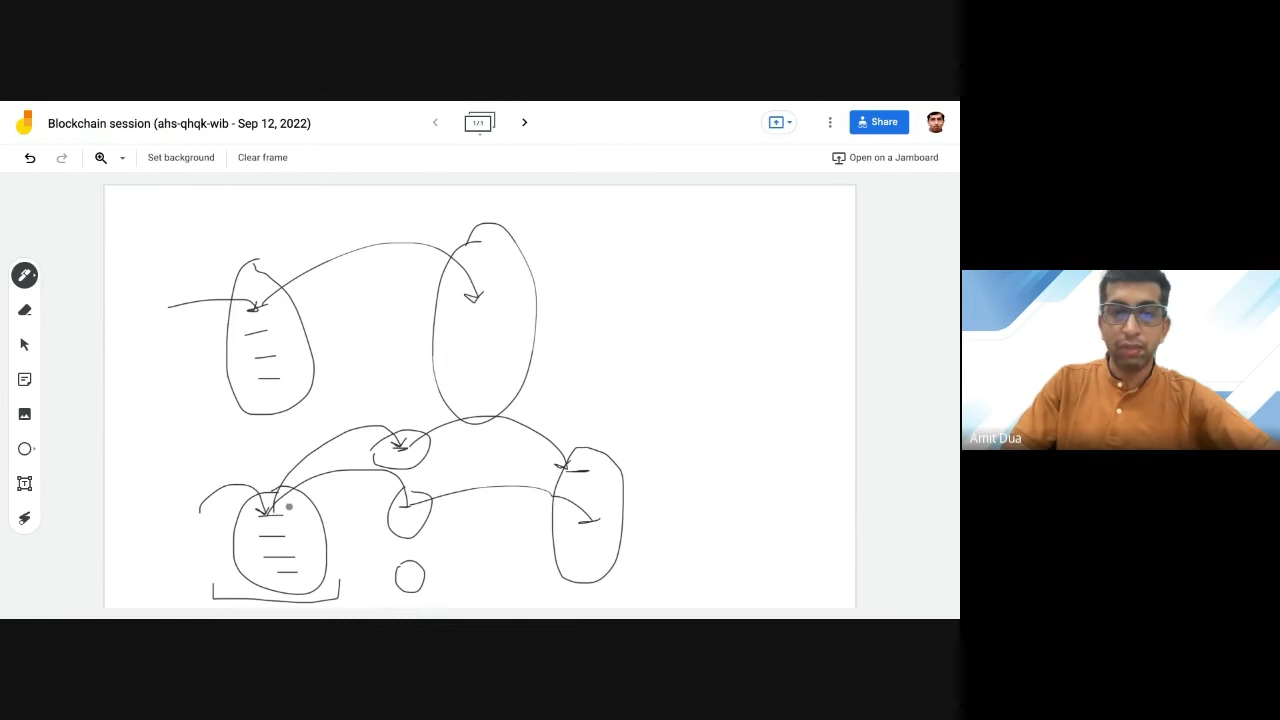 Blockchain session (ahs-qhqk-wib - Sep 12, 2022)
1/1
Share
Set background
Clear frame
Open on a Jamboard
Amit Dua